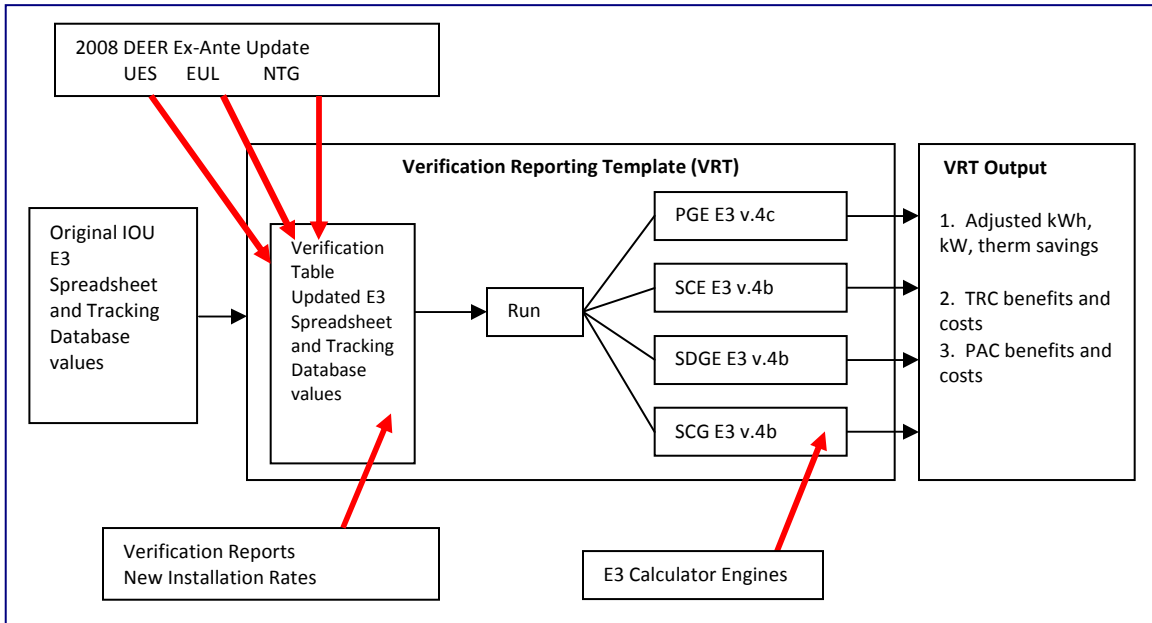 2008 DEER Ex-Ante Update
UES EUL NTG
Verification Reporting Template (VRT)
VRT Output
Original IOU
E3
Spreadsheet
and Tracking
Database
values
Verification
Table
Updated E3
Spreadsheet
and Tracking
Database
values
Run
PGE E3 v.4c
SCE E3 v.4b
SDGE E3 v.4b
SCG E3 v.4b
1. Adjusted kWh,
kW, therm savings
2. TRC benefits and
costs
3. PAC benefits and
costs
Verification Reports
New Installation Rates
E3 Calculator Engines